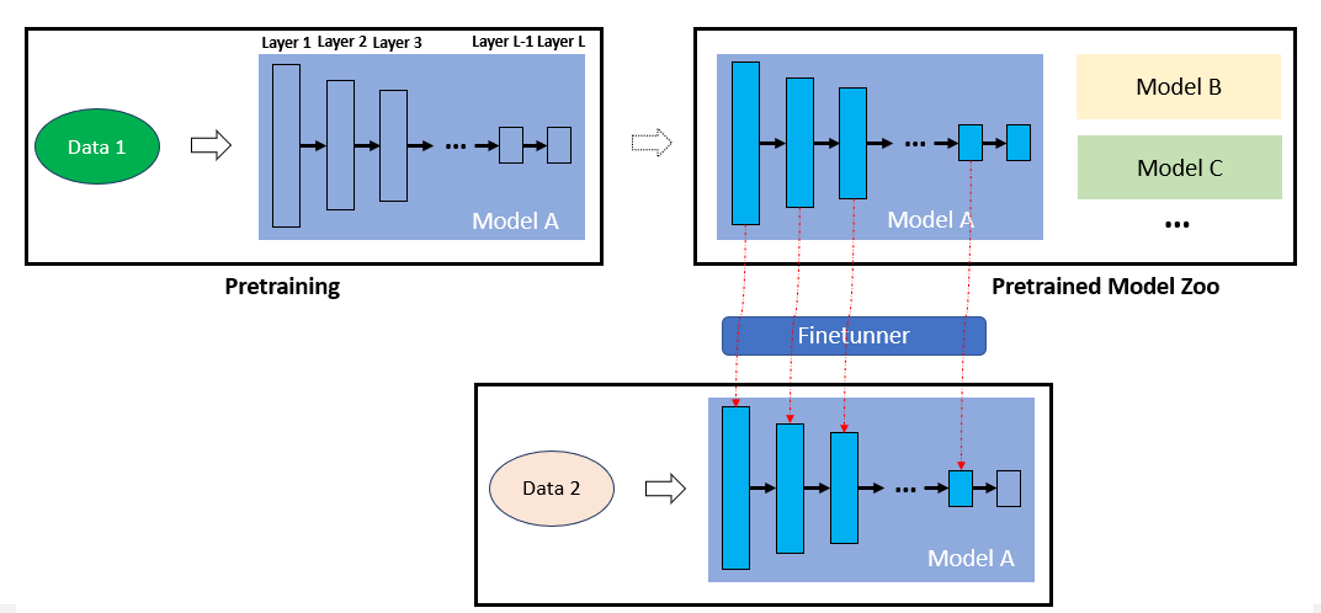 Layer 1 Layer 2 Layer 3 Layer L-1 Layer L
Data 1
...
Model A
Pretraining
...
Model A
Model B
Model C
...
Pretrained Model Zoo
Finetunner
Data 2
...
Model A